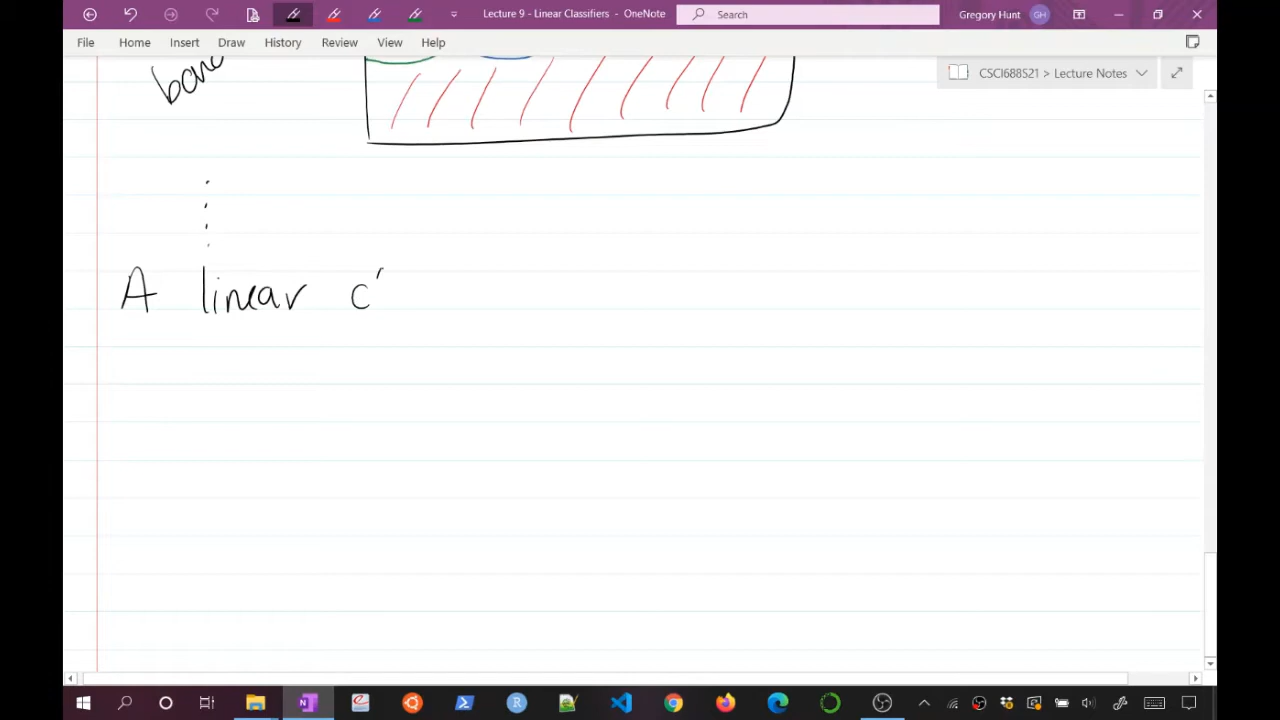 Lecture 9 - Linear Classifiers - OneNote
Search
Gregory Hunt
GH
File Home Insert Draw History Review View Help
CSCI688S21 > Lecture Notes
A linear c